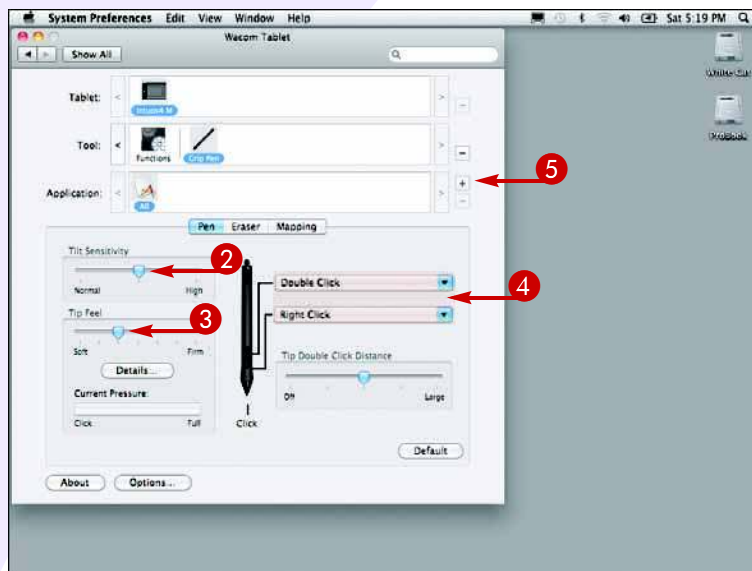 System Preferences Edit View Window Help Sat 5:19 PM
Wacom Tablet
Show All
Tablet:
Intuos4 M
Tool:
Functions Grip Pen
5
Application:
All
Pen Eraser Mapping
Tilt Sensitivity
2
Normal High
Double Click
4
Tip Feel
3
Right Click
Soft Firm
Details...
Tip Double Click Distance
Current Pressure:
Off Large
Click Full
Click
Default
About Options...
ProBook